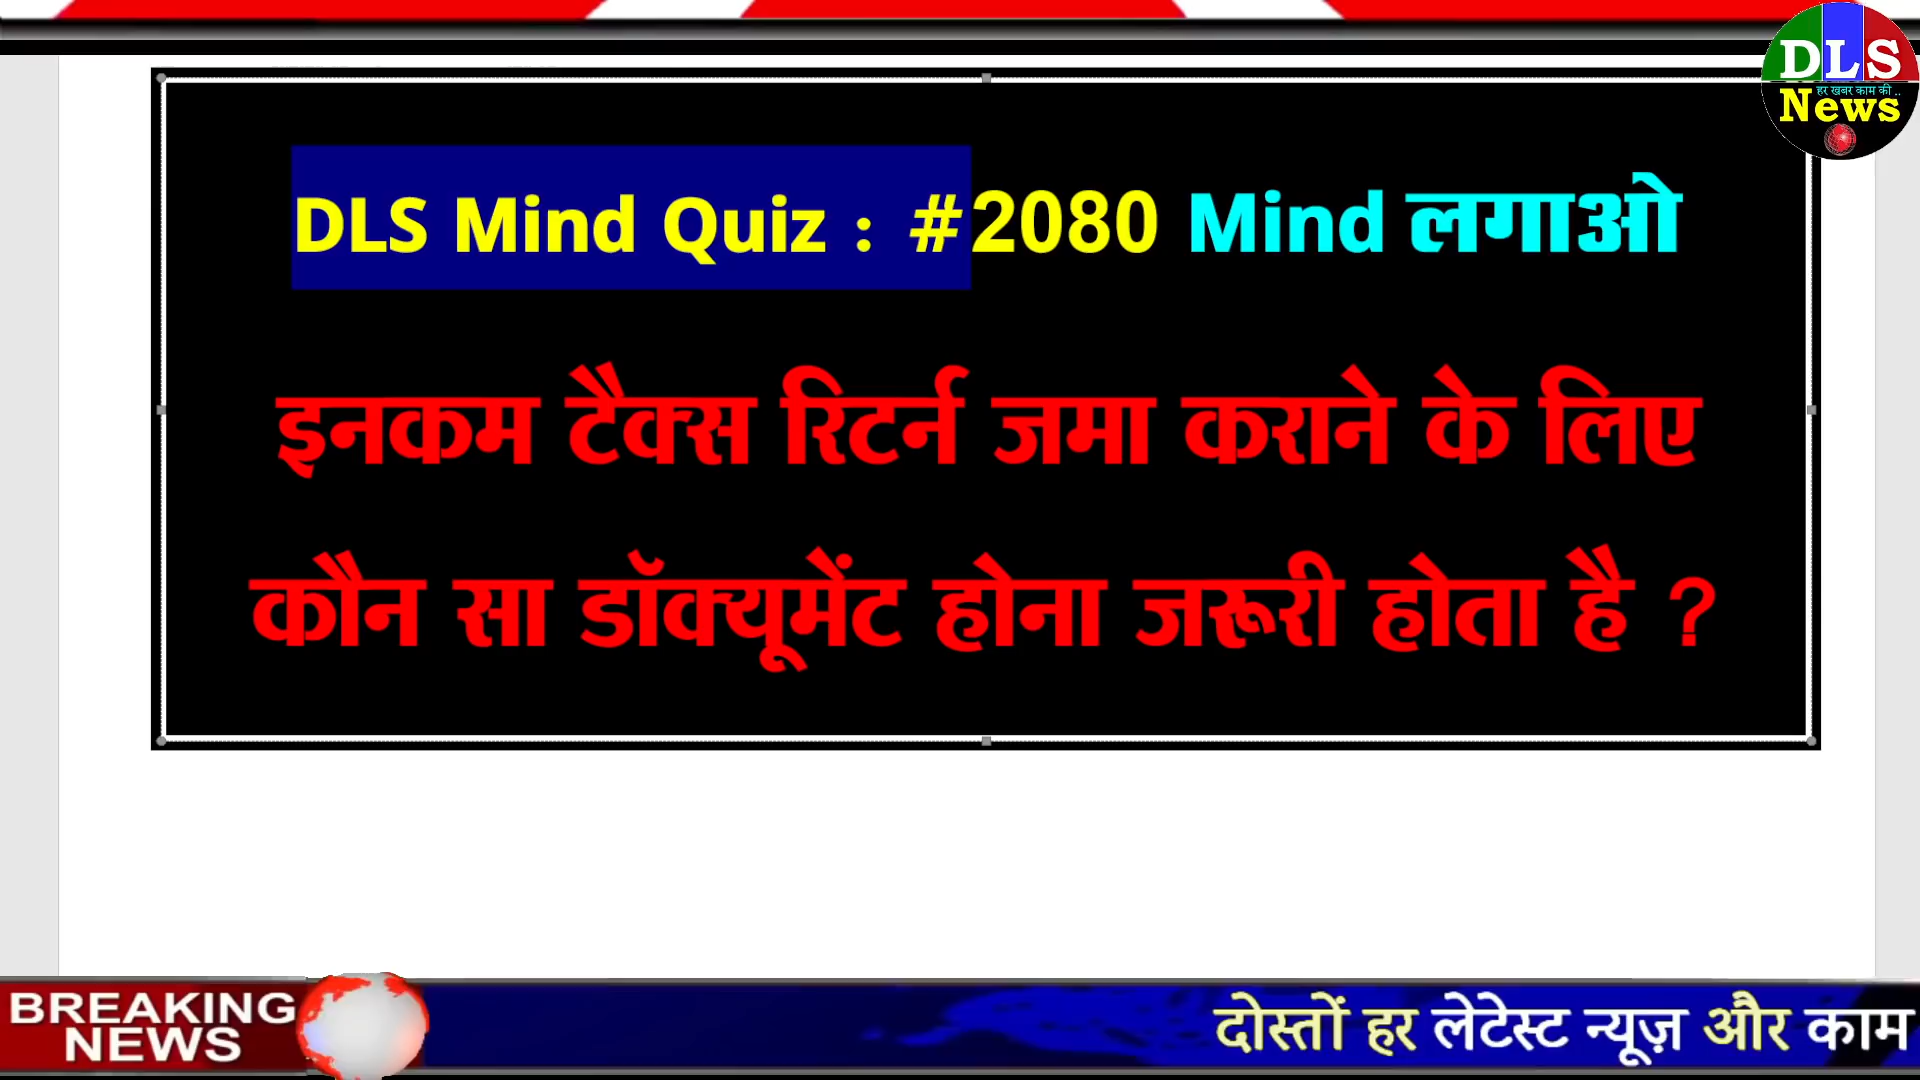 DLS
हर खबर काम की ..
News
DLS Mind Quiz : #2080 Mind लगाओ
इनकम टैक्स रिटर्न जमा कराने के लिए
कौन सा डॉक्यूमेंट होना जरूरी होता है ?
BREAKING
NEWS
दोस्तों हर लेटेस्ट न्यूज़ और काम